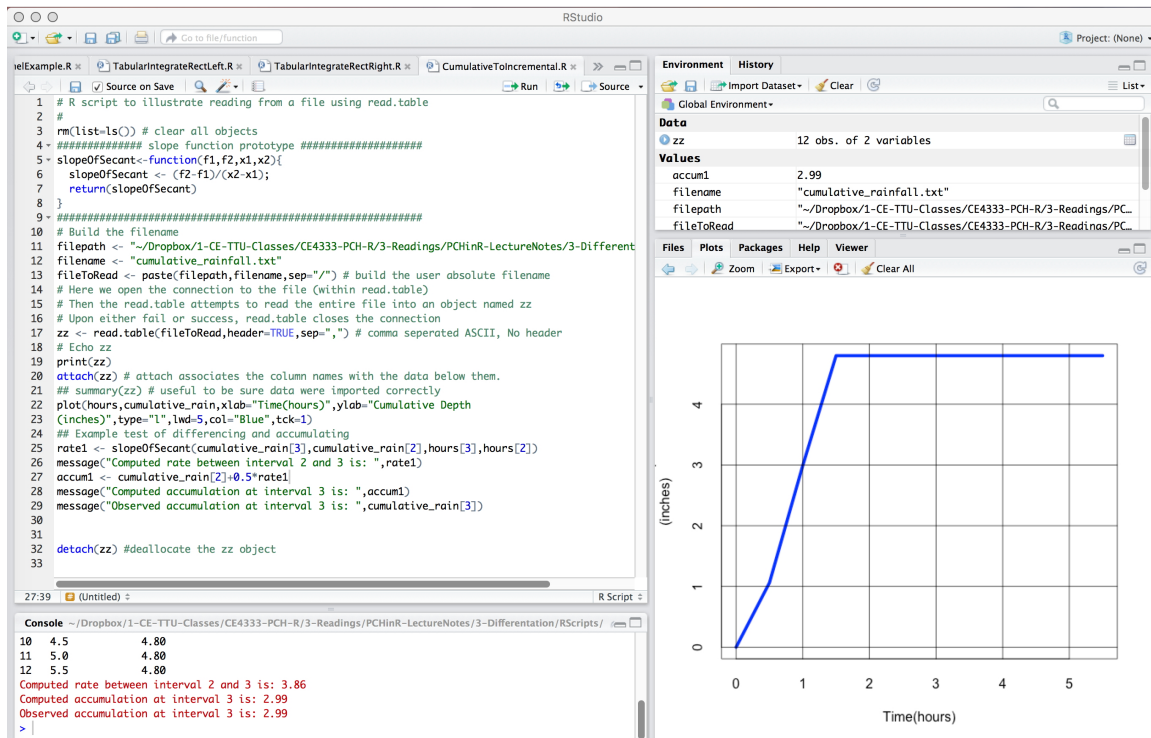 RStudio
Go to file/function
Project: (None)
nelExample.R
TabularIntegrateRectLeft.R
TabularIntegrateRectRight.R
CumulativeToIncremental.R
Source on Save
Run
Source
1 # R script to illustrate reading from a file using read.table
2 #
3 rm(list=ls()) # clear all objects
4 ############## slope function prototype ####################
5 slopeOfSecant<-function(f1,f2,x1,x2){
6 slopeOfSecant <- (f2-f1)/(x2-x1);
7 return(slopeOfSecant)
8 }
9 ############################################################
10 # Build the filename
11 filepath <- "~/Dropbox/1-CE-TTU-Classes/CE4333-PCH-R/3-Readings/PCHinR-LectureNotes/3-Different
12 filename <- "cumulative_rainfall.txt"
13 fileToRead <- paste(filepath,filename,sep="/") # build the user absolute filename
14 # Here we open the connection to the file (within read.table)
15 # Then the read.table attempts to read the entire file into an object named zz
16 # Upon either fail or success, read.table closes the connection
17 zz <- read.table(fileToRead,header=TRUE,sep=",") # comma seperated ASCII, No header
18 # Echo zz
19 print(zz)
20 attach(zz) # attach associates the column names with the data below them.
21 ## summary(zz) # useful to be sure data were imported correctly
22 plot(hours,cumulative_rain,xlab="Time(hours)",ylab="Cumulative Depth
23 (inches)",type="l",lwd=5,col="Blue",tck=1)
24 ## Example test of differencing and accumulating
25 rate1 <- slopeOfSecant(cumulative_rain[3],cumulative_rain[2],hours[3],hours[2])
26 message("Computed rate between interval 2 and 3 is: ",rate1)
27 accum1 <- cumulative_rain[2]+0.5*rate1
28 message("Computed accumulation at interval 3 is: ",accum1)
29 message("Observed accumulation at interval 3 is: ",cumulative_rain[3])
30
31
32 detach(zz) #deallocate the zz object
33
27:39 (Untitled) R Script
Console ~/Dropbox/1-CE-TTU-Classes/CE4333-PCH-R/3-Readings/PCHinR-LectureNotes/3-Differentation/RScripts/
10 4.5 4.80
11 5.0 4.80
12 5.5 4.80
Computed rate between interval 2 and 3 is: 3.86
Computed accumulation at interval 3 is: 2.99
Observed accumulation at interval 3 is: 2.99
>
Environment History
Import Dataset Clear List
Global Environment
Data
zz 12 obs. of 2 variables
Values
accum1 2.99
filename "cumulative_rainfall.txt"
filepath "~/Dropbox/1-CE-TTU-Classes/CE4333-PCH-R/3-Readings/PC…
fileToRead "~/Dropbox/1-CE-TTU-Classes/CE4333-PCH-R/3-Readings/PC…
Files Plots Packages Help Viewer
Zoom Export Clear All
4
3
2
1
0
(inches)
0 1 2 3 4 5
Time(hours)